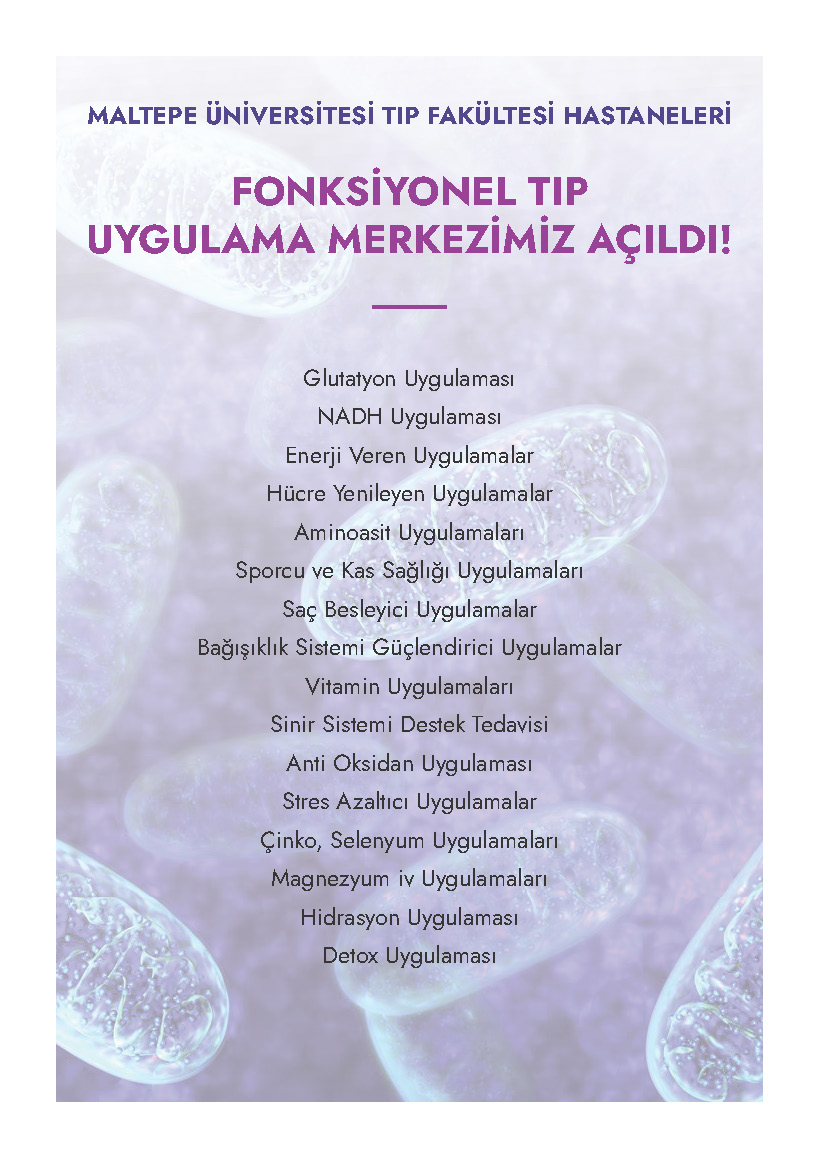 MALTEPE ÜNİVERSİTESİ TIP FAKÜLTESİ HASTANELERİ
FONKSİYONEL TIP
UYGULAMA MERKEZİMİZ AÇILDI!
Glutatyon Uygulaması
NADH Uygulaması
Enerji Veren Uygulamalar
Hücre Yenileyen Uygulamalar
Aminoasit Uygulamaları
Sporcu ve Kas Sağlığı Uygulamaları
Saç Besleyici Uygulamalar
Bağışıklık Sistemi Güçlendirici Uygulamalar
Vitamin Uygulamaları
Sinir Sistemi Destek Tedavisi
Anti Oksidan Uygulaması
Stres Azaltıcı Uygulamalar
Çinko, Selenyum Uygulamaları
Magnezyum iv Uygulamaları
Hidrasyon Uygulaması
Detox Uygulaması